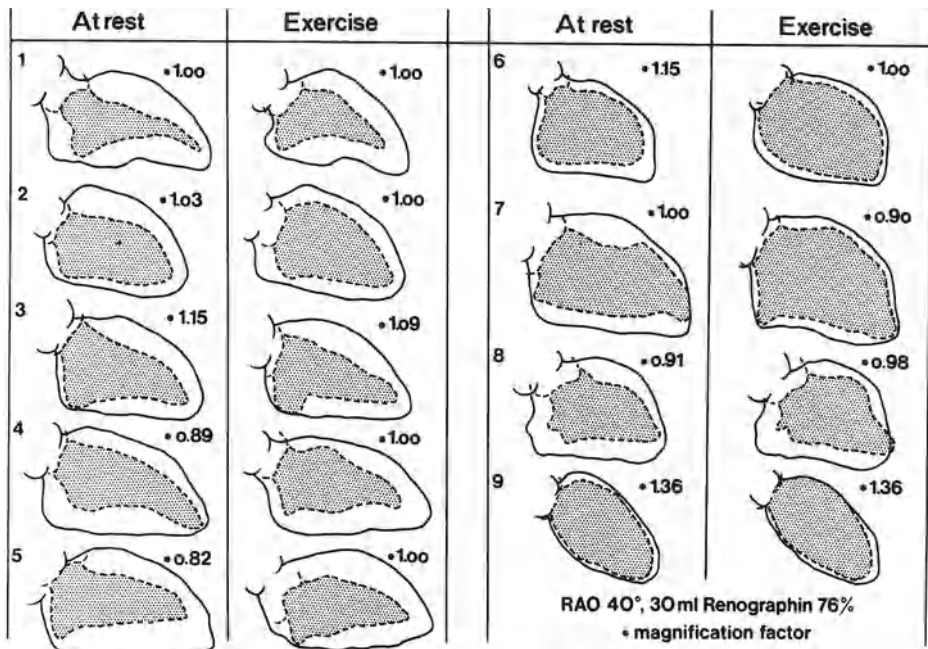 At rest Exercise At rest Exercise
1 •1.00 •1.00 6 •1.15 •1.00
2 •1.03 •1.00 7 •1.00 •0.90
3 •1.15 •1.09 8 •0.91 •0.98
4 •0.89 •1.00 9 •1.36 •1.36
5 •0.82 •1.00
RAO 40°, 30 ml Renographin 76%
• magnification factor